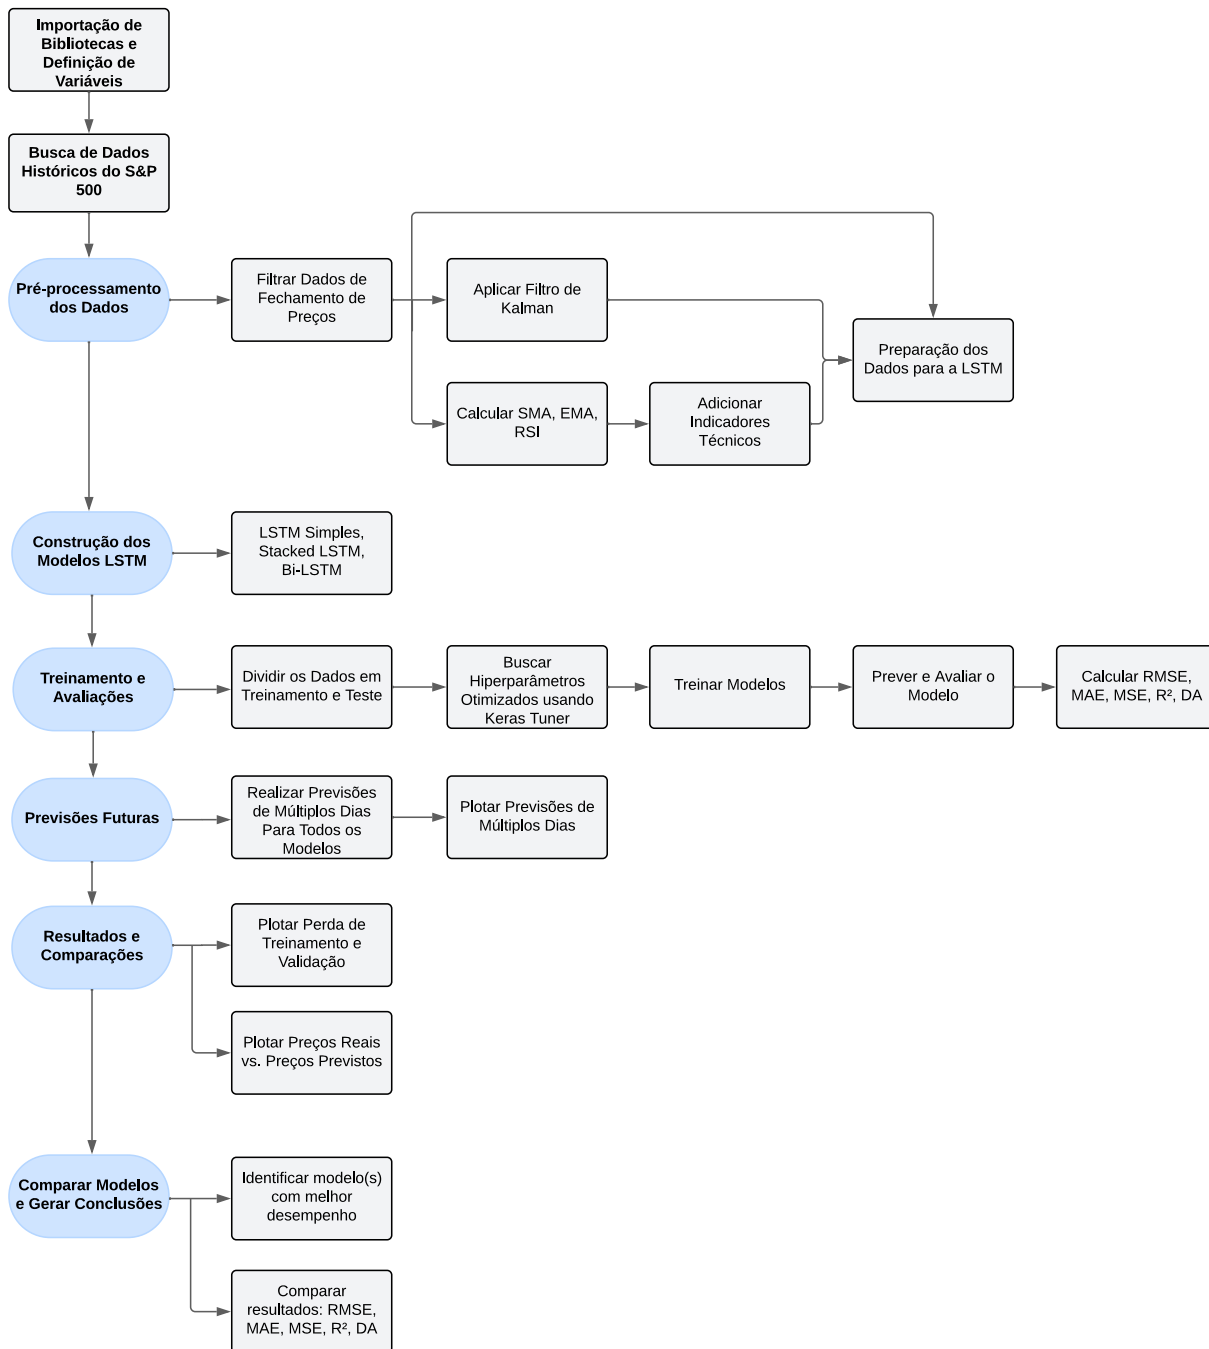 Importação de
Bibliotecas e
Definição de
Variáveis
Busca de Dados
Históricos do S&P
500
Pré-processamento
dos Dados
Filtrar Dados de
Fechamento de
Preços
Aplicar Filtro de
Kalman
Preparação dos
Dados para a LSTM
Calcular SMA, EMA,
RSI
Adicionar
Indicadores
Técnicos
Construção dos
Modelos LSTM
LSTM Simples,
Stacked LSTM,
Bi-LSTM
Treinamento e
Avaliações
Dividir os Dados em
Treinamento e Teste
Buscar
Hiperparâmetros
Otimizados usando
Keras Tuner
Treinar Modelos
Prever e Avaliar o
Modelo
Calcular RMSE,
MAE, MSE, R², DA
Previsões Futuras
Realizar Previsões
de Múltiplos Dias
Para Todos os
Modelos
Plotar Previsões de
Múltiplos Dias
Resultados e
Comparações
Plotar Perda de
Treinamento e
Validação
Plotar Preços Reais
vs. Preços Previstos
Comparar Modelos
e Gerar Conclusões
Identificar modelo(s)
com melhor
desempenho
Comparar
resultados: RMSE,
MAE, MSE, R², DA